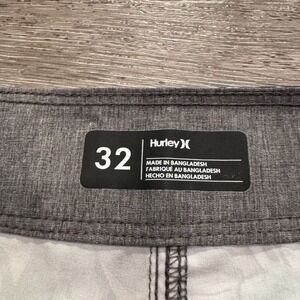 32
Hurley
MADE IN BANGLADESH
FABRIQUÉ AU BANGLADESH
HECHO EN BANGLADESH